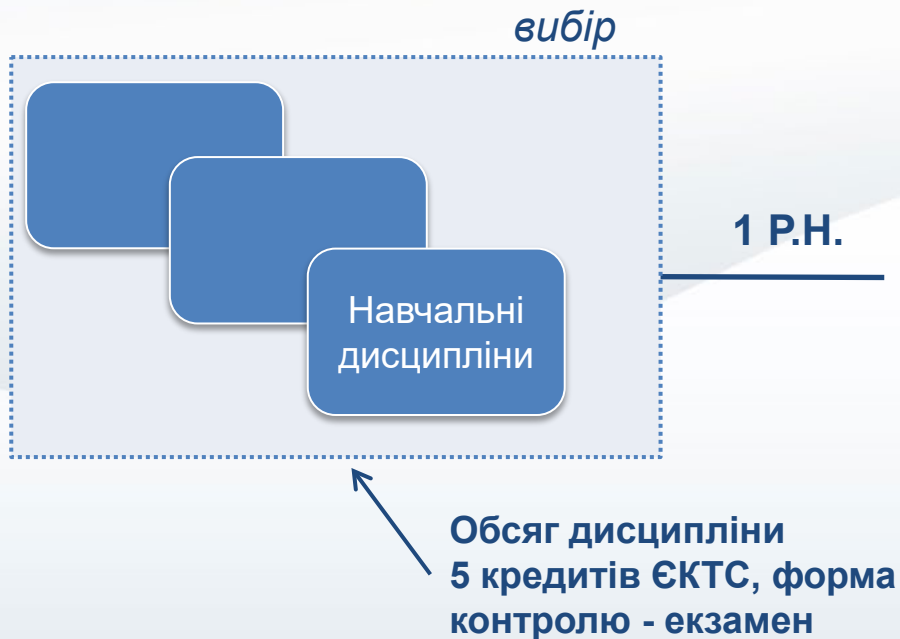 вибір
1 Р.Н.
Навчальні
дисципліни
Обсяг дисципліни
5 кредитів ЄКТС, форма
контролю - екзамен